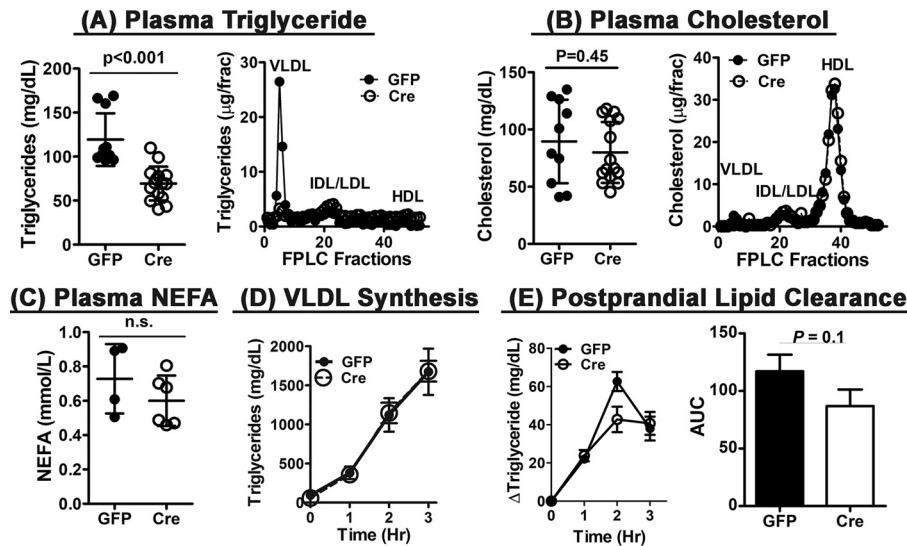 (A) Plasma Triglyceride
p<0.001
Triglycerides (mg/dL)
200
150
100
50
0
GFP Cre
Triglycerides (µg/frac)
30
20
10
0
VLDL
GFP
Cre
IDL/LDL
HDL
0 20 40
FPLC Fractions
(B) Plasma Cholesterol
P=0.45
Cholesterol (mg/dL)
150
100
50
0
GFP Cre
Cholesterol (µg/frac)
40
30
20
10
0
GFP
Cre
HDL
VLDL
IDL/LDL
0 20 40
FPLC Fractions
(C) Plasma NEFA
n.s.
NEFA (mmol/L)
1.0
0.8
0.6
0.4
0.2
0.0
GFP Cre
(D) VLDL Synthesis
Triglycerides (mg/dL)
2000
1500
1000
500
0
GFP
Cre
0 1 2 3
Time (Hr)
(E) Postprandial Lipid Clearance
ΔTriglyceride (mg/dL)
80
60
40
20
0
GFP
Cre
0 1 2 3
Time (Hr)
P = 0.1
AUC
150
100
50
0
GFP Cre